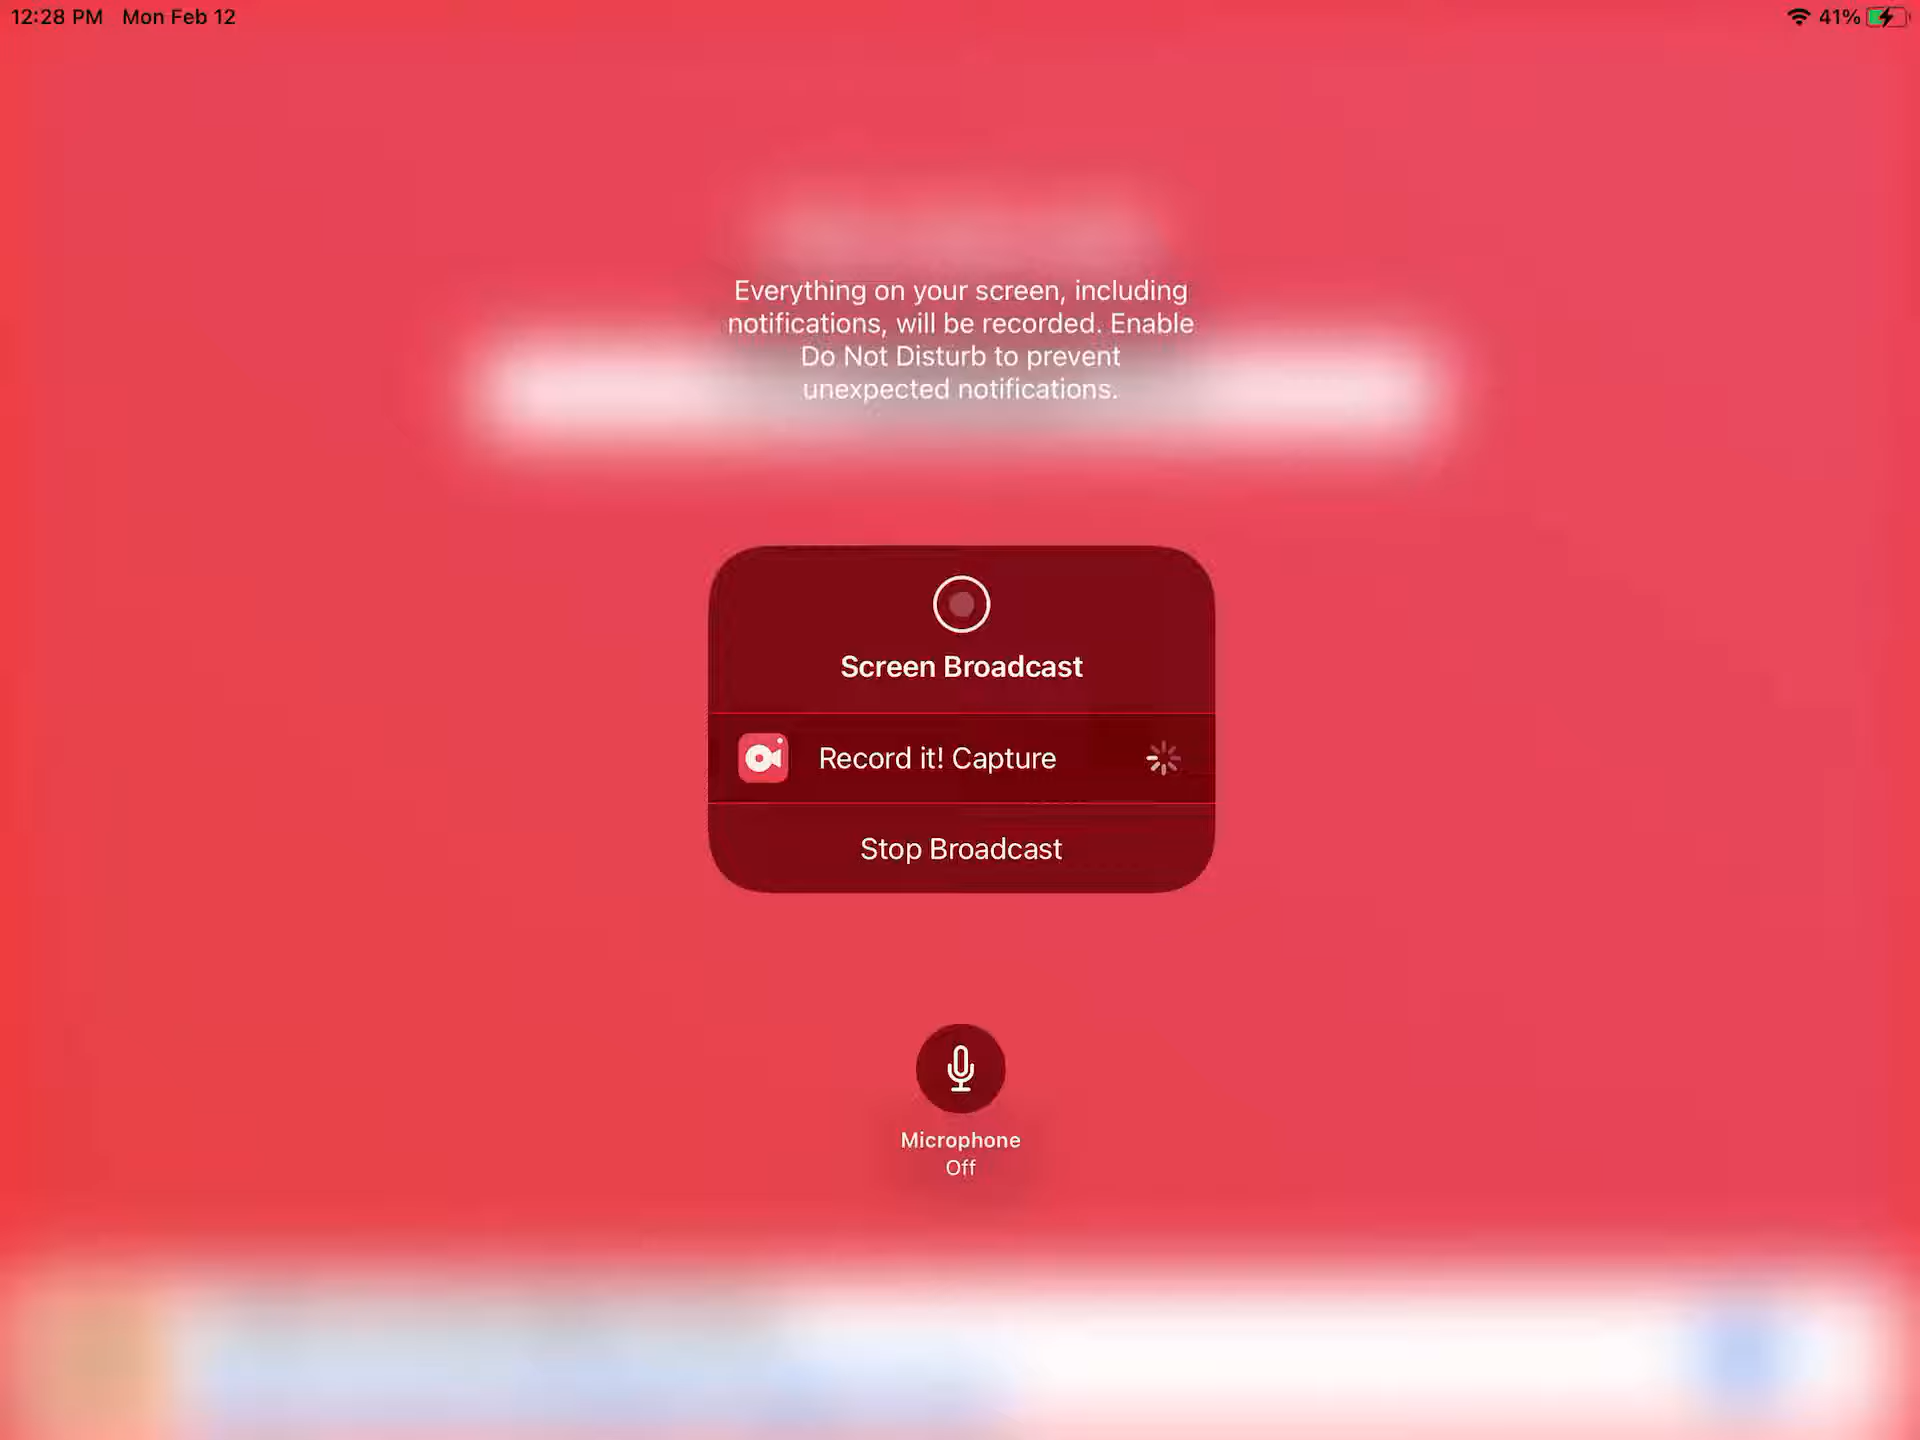 12:28 PM Mon Feb 12
41%
Everything on your screen, including
notifications, will be recorded. Enable
Do Not Disturb to prevent
unexpected notifications.
Screen Broadcast
Record it! Capture
Stop Broadcast
Microphone
Off